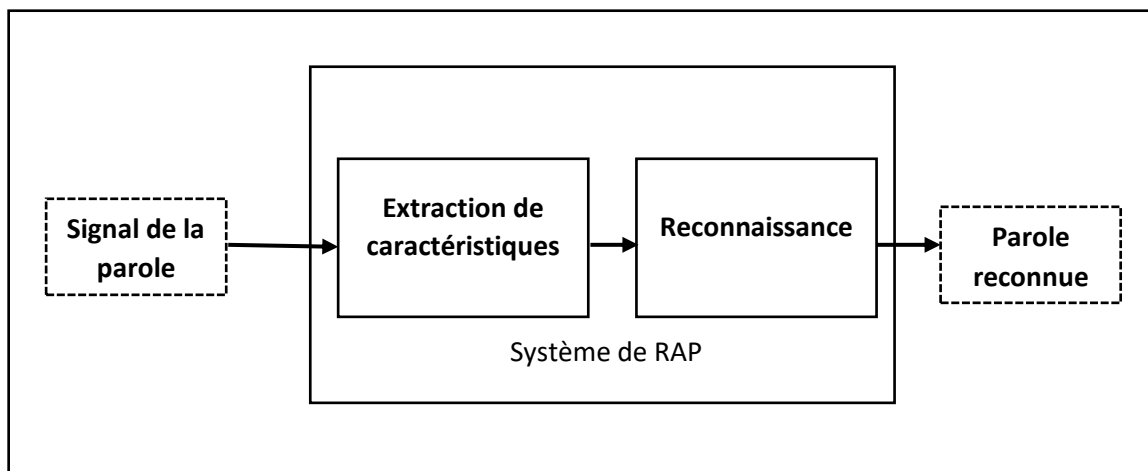 Signal de la
parole
Extraction de
caractéristiques
Reconnaissance
Parole
reconnue
Système de RAP